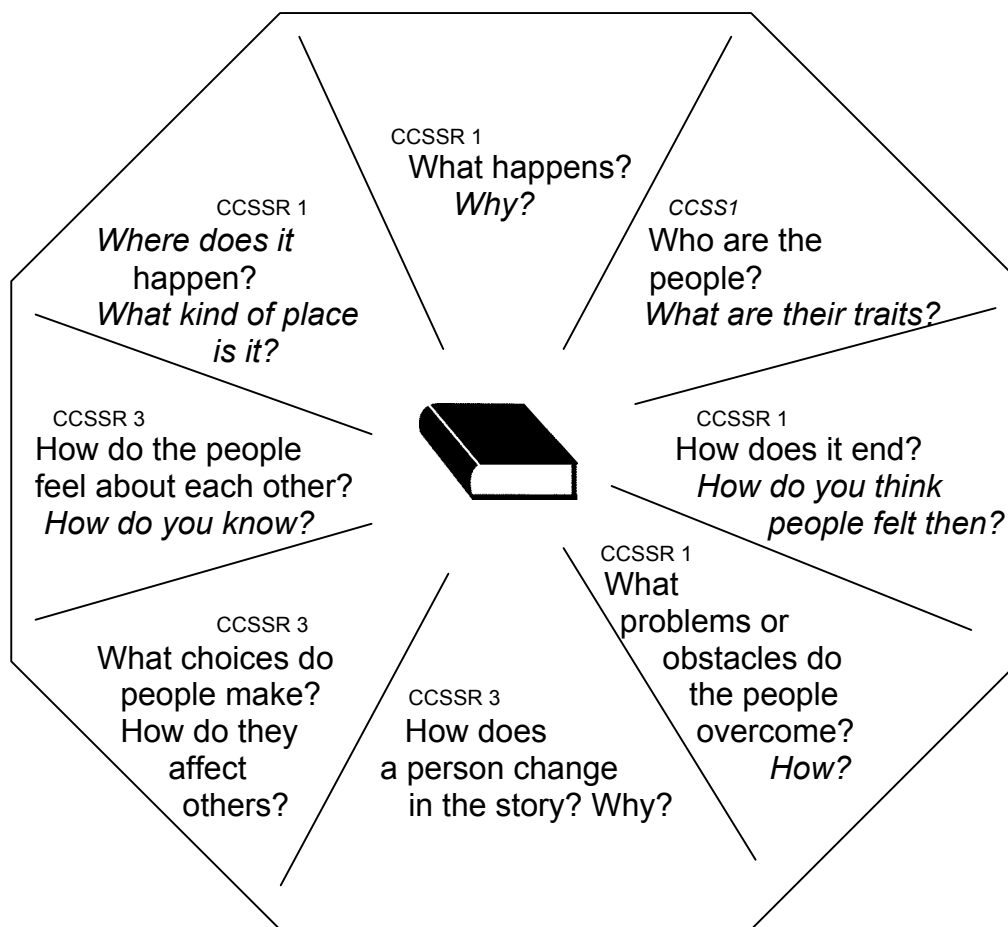 CCSSR 1
What happens?
Why?
CCSS1
Who are the
people?
What are their traits?
CCSSR 1
How does it end?
How do you think
people felt then?
CCSSR 1
What
problems or
obstacles do
the people
overcome?
How?
CCSSR 3
How does
a person change
in the story? Why?
CCSSR 3
What choices do
people make?
How do they
affect
others?
CCSSR 3
How do the people
feel about each other?
How do you know?
CCSSR 1
Where does it
happen?
What kind of place
is it?